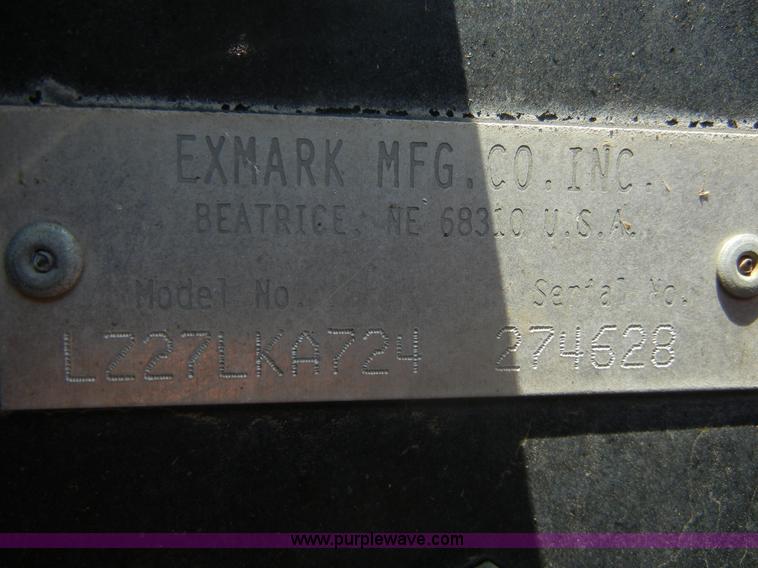 EXMARK MFG.CO.INC.
BEATRICE NE 68310 U.S.A.
Model No. Serial No.
LZ27LKA724 274628
www.purplewave.com